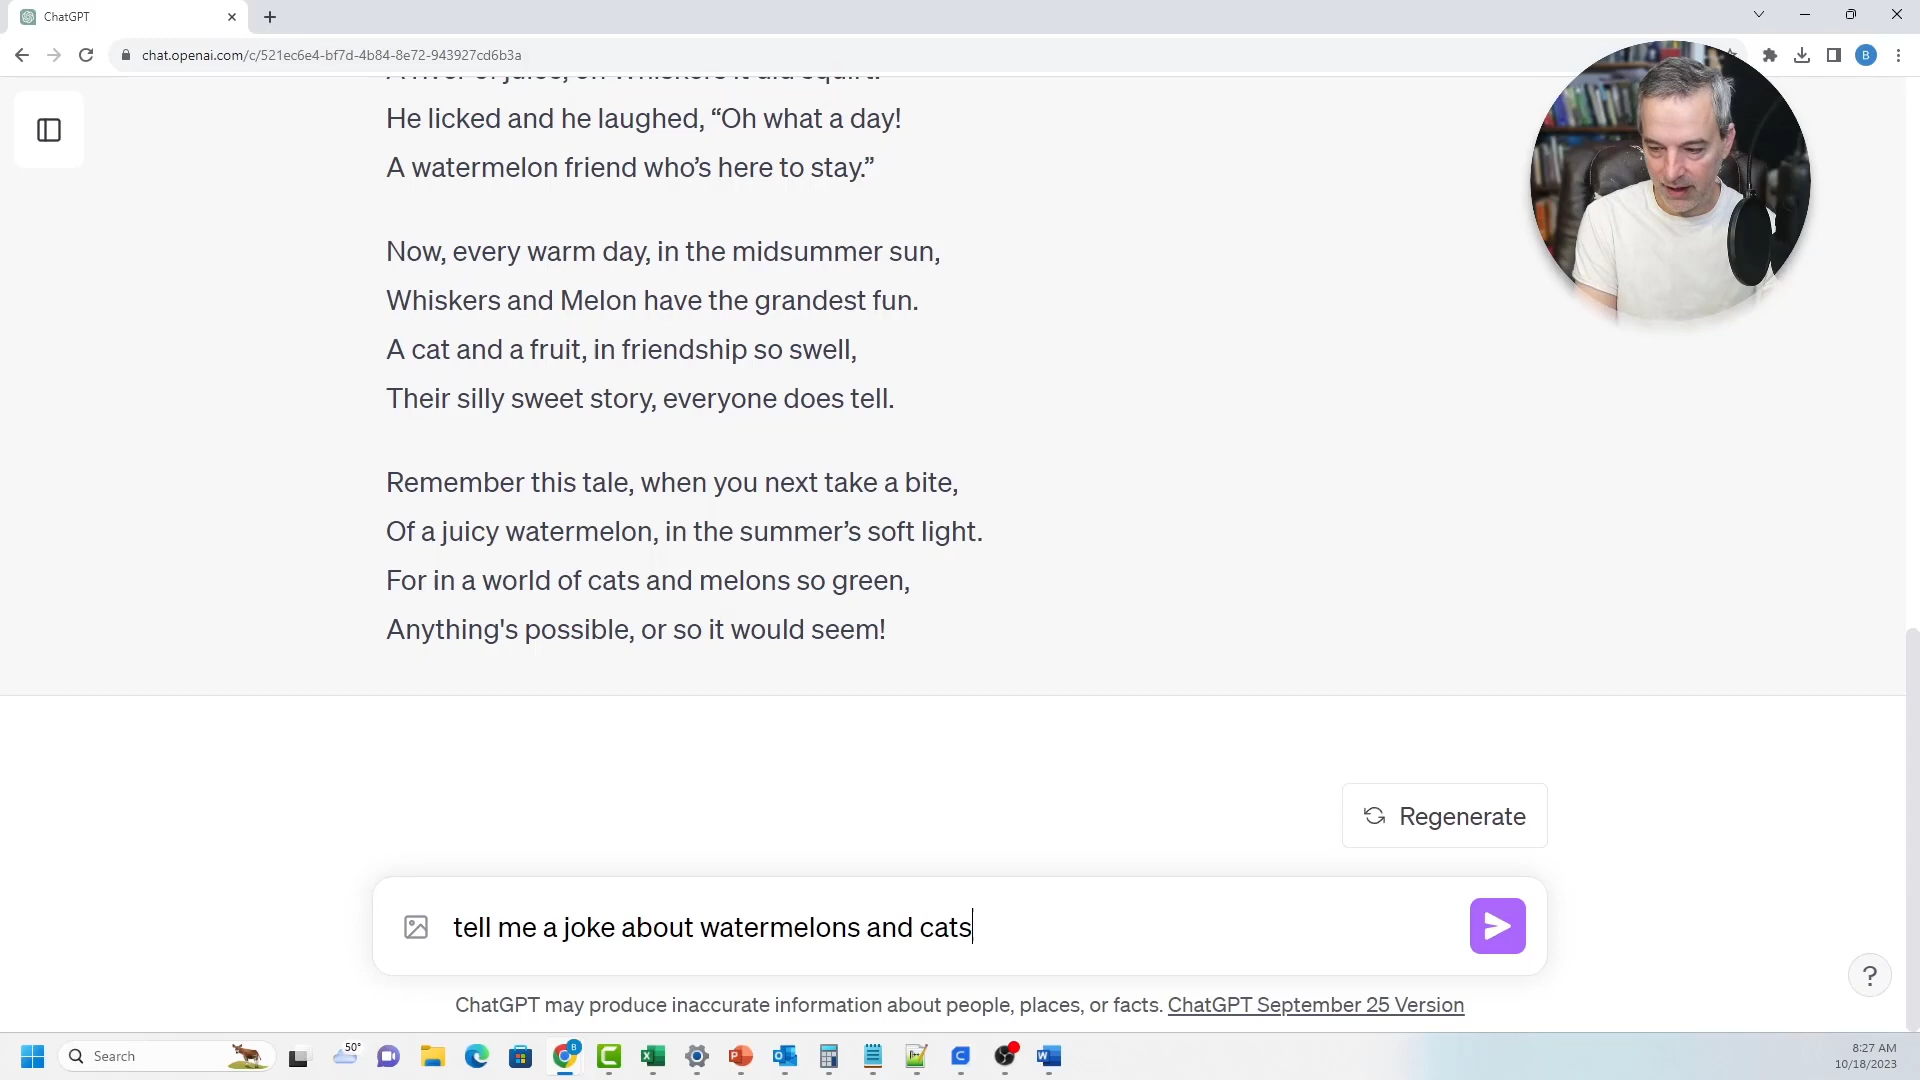 ChatGPT
chat.openai.com/c/521ec6e4-bf7d-4b84-8e72-943927cd6b3a
B
He licked and he laughed, “Oh what a day!
A watermelon friend who’s here to stay.”
Now, every warm day, in the midsummer sun,
Whiskers and Melon have the grandest fun.
A cat and a fruit, in friendship so swell,
Their silly sweet story, everyone does tell.
Remember this tale, when you next take a bite,
Of a juicy watermelon, in the summer’s soft light.
For in a world of cats and melons so green,
Anything's possible, or so it would seem!
Regenerate
tell me a joke about watermelons and cats
?
ChatGPT may produce inaccurate information about people, places, or facts. ChatGPT September 25 Version
Search
50°
B
8:27 AM
10/18/2023